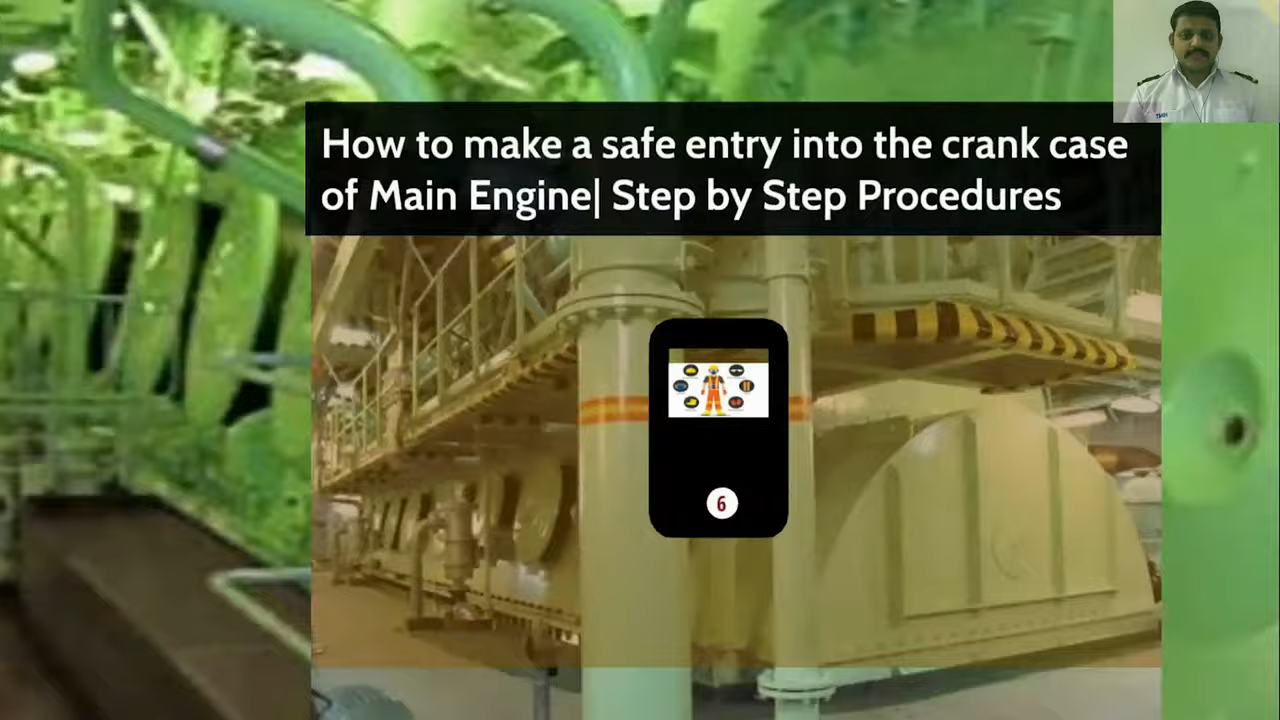 How to make a safe entry into the crank case
of Main Engine| Step by Step Procedures
6